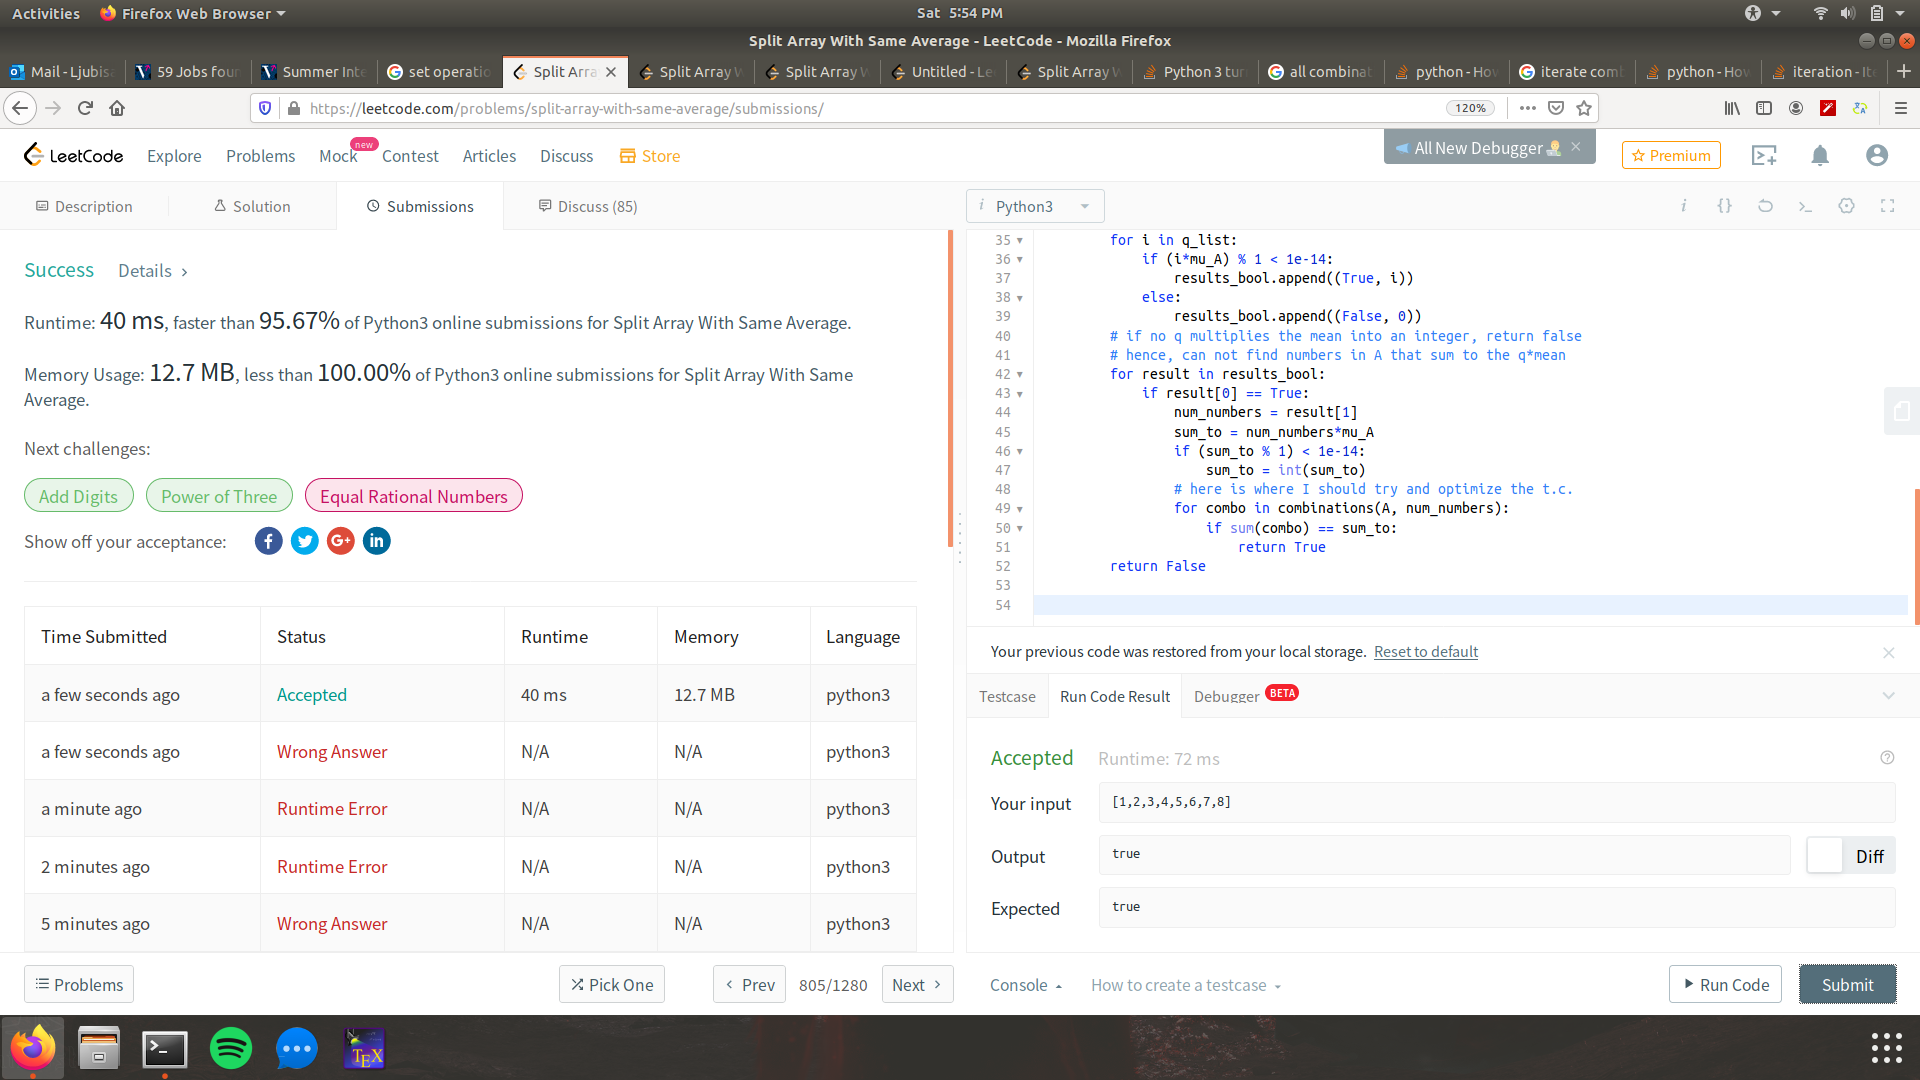 Activities
Firefox Web Browser
Sat 5:54 PM
Split Array With Same Average - LeetCode - Mozilla Firefox
Mail - Ljubis
59 Jobs foun
Summer Inte
set operatio
Split Arra
Split Array W
Split Array W
Untitled - Le
Split Array W
Python 3 tur
all combinat
python - How
iterate comb
python - How
iteration - It
https://leetcode.com/problems/split-array-with-same-average/submissions/
120%
LeetCode
Explore
Problems
Mock
new
Contest
Articles
Discuss
Store
All New Debugger
Premium
Description
Solution
Submissions
Discuss (85)
i Python3
Success
Details
Runtime: 40 ms, faster than 95.67% of Python3 online submissions for Split Array With Same Average.
Memory Usage: 12.7 MB, less than 100.00% of Python3 online submissions for Split Array With Same
Average.
Next challenges:
Add Digits
Power of Three
Equal Rational Numbers
Show off your acceptance:
Time Submitted Status Runtime Memory Language
a few seconds ago Accepted 40 ms 12.7 MB python3
a few seconds ago Wrong Answer N/A N/A python3
a minute ago Runtime Error N/A N/A python3
2 minutes ago Runtime Error N/A N/A python3
5 minutes ago Wrong Answer N/A N/A python3
Problems
Pick One
Prev
805/1280
Next
35 for i in q_list:
36 if (i*mu_A) % 1 < 1e-14:
37 results_bool.append((True, i))
38 else:
39 results_bool.append((False, 0))
40 # if no q multiplies the mean into an integer, return false
41 # hence, can not find numbers in A that sum to the q*mean
42 for result in results_bool:
43 if result[0] == True:
44 num_numbers = result[1]
45 sum_to = num_numbers*mu_A
46 if (sum_to % 1) < 1e-14:
47 sum_to = int(sum_to)
48 # here is where I should try and optimize the t.c.
49 for combo in combinations(A, num_numbers):
50 if sum(combo) == sum_to:
51 return True
52 return False
53
54
Your previous code was restored from your local storage. Reset to default
Testcase
Run Code Result
Debugger
BETA
Accepted
Runtime: 72 ms
Your input
[1,2,3,4,5,6,7,8]
Output
true
Diff
Expected
true
Console
How to create a testcase
Run Code
Submit
TEX